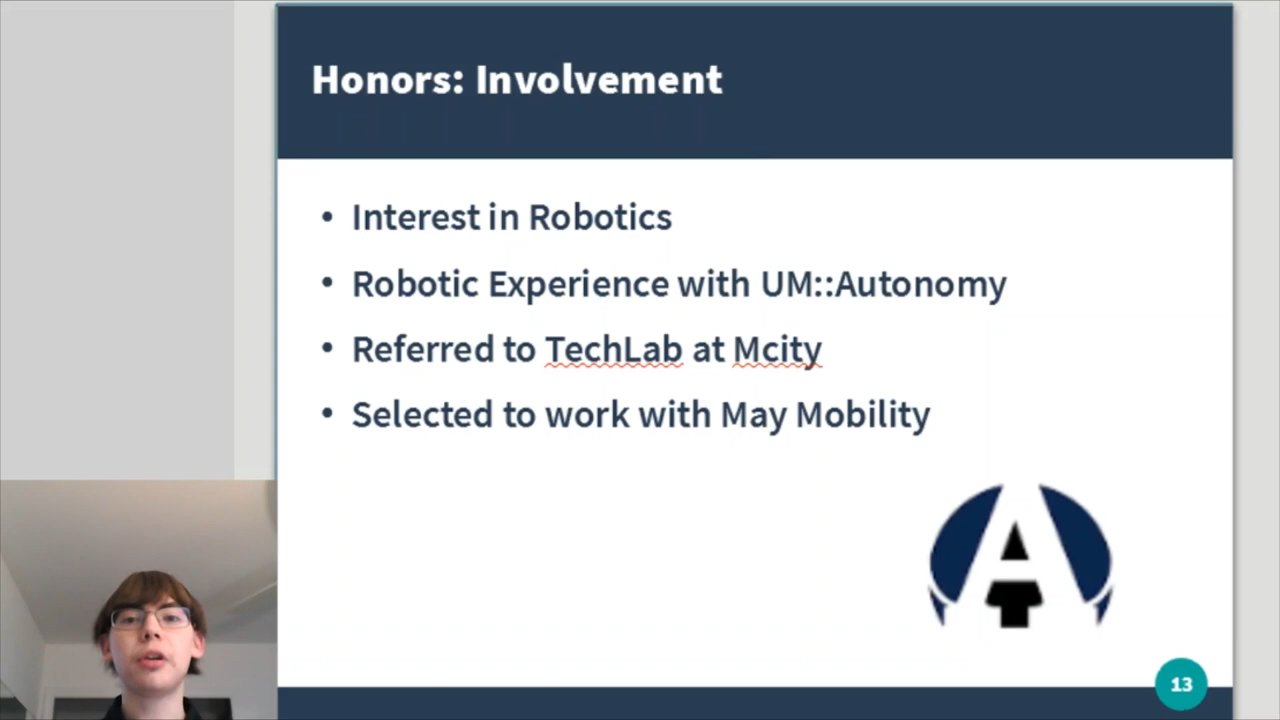 Honors: Involvement
• Interest in Robotics
• Robotic Experience with UM::Autonomy
• Referred to TechLab at Mcity
• Selected to work with May Mobility
A
13